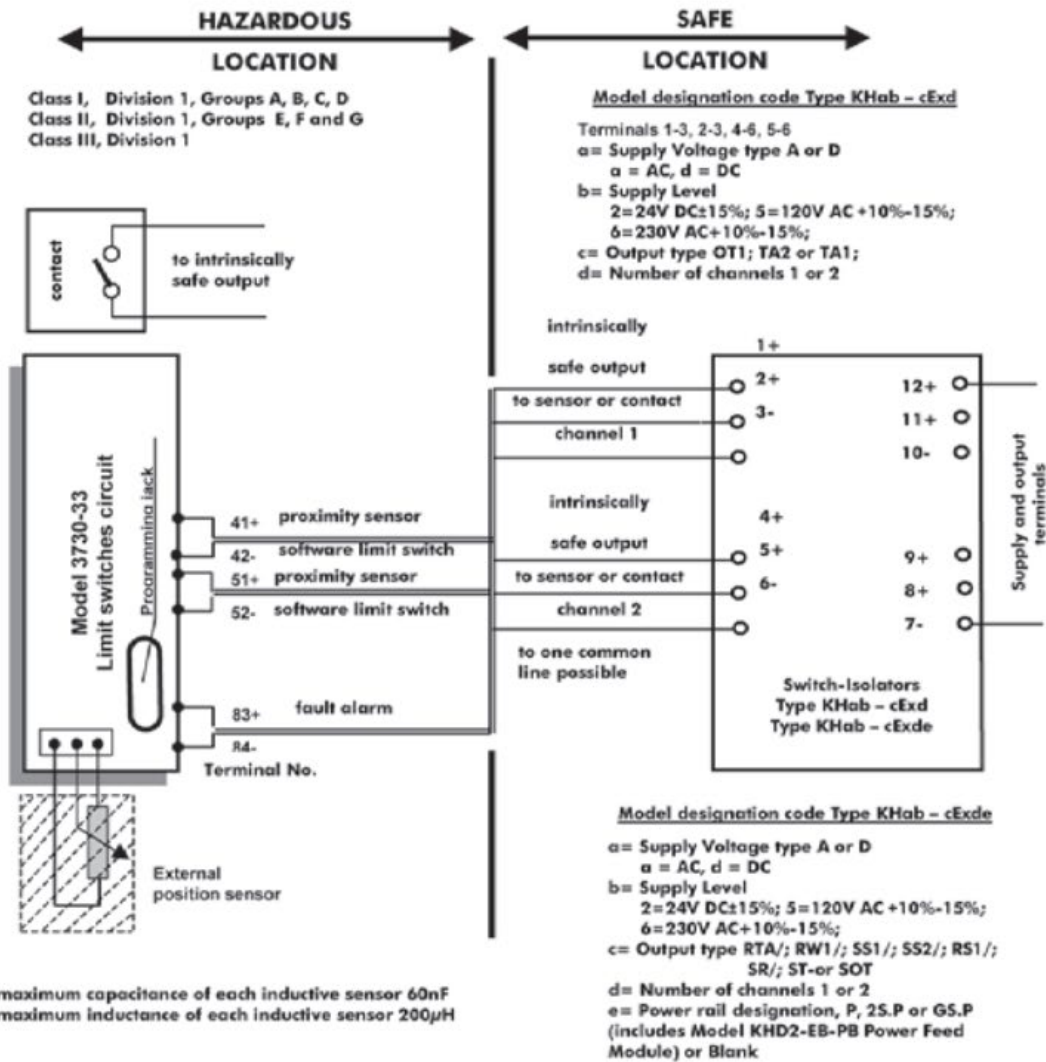 HAZARDOUS
LOCATION
SAFE
LOCATION
Class I, Division 1, Groups A, B, C, D
Class II, Division 1, Groups E, F and G
Class III, Division 1
Model designation code Type KHab – cExd
Terminals 1-3, 2-3, 4-6, 5-6
a= Supply Voltage type A or D
a = AC, d = DC
b= Supply Level
2=24V DC±15%; 5=120V AC +10%-15%;
6=230V AC+10%-15%;
c= Output type OT1; TA2 or TA1;
d= Number of channels 1 or 2
contact
to intrinsically
safe output
intrinsically
safe output
to sensor or contact
channel 1
intrinsically
safe output
to sensor or contact
channel 2
to one common
line possible
1+
2+
3-
4+
5+
6-
12+
11+
10-
9+
8+
7-
Supply and output
terminals
Switch-Isolators
Type KHab – cExd
Type KHab – cExde
Model 3730-33
Limit switches circuit
Programming jack
41+ proximity sensor
42- software limit switch
51+ proximity sensor
52- software limit switch
83+ fault alarm
84-
Terminal No.
External
position sensor
Model designation code Type KHab – cExde
a= Supply Voltage type A or D
a = AC, d = DC
b= Supply Level
2=24V DC±15%; 5=120V AC +10%-15%;
6=230V AC+10%-15%;
c= Output type RTA/; RW1/; SS1/; SS2/; RS1/;
SR/; ST-or SOT
d= Number of channels 1 or 2
e= Power rail designation, P, 2S.P or GS.P
(includes Model KHD2-EB-PB Power Feed
Module) or Blank
maximum capacitance of each inductive sensor 60nF
maximum inductance of each inductive sensor 200µH